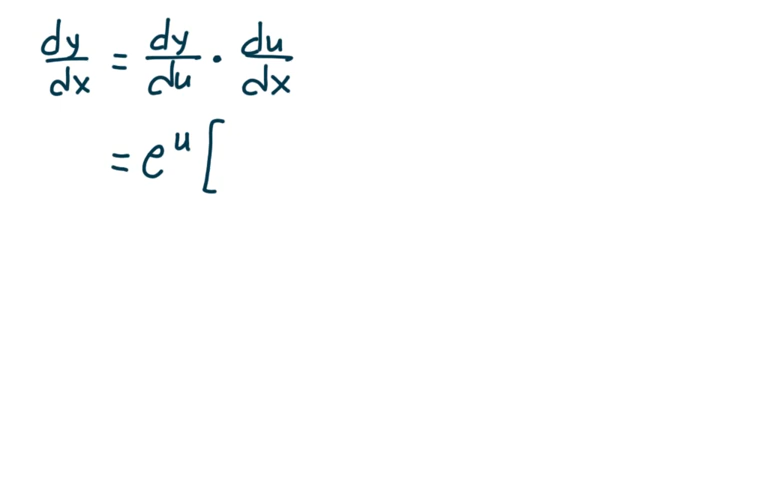 dy/dx = dy/du · du/dx
= e^u [